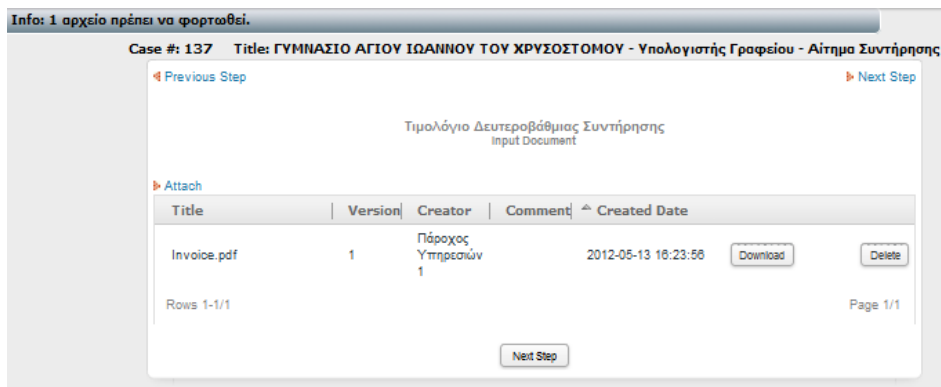 Info: 1 αρχείο πρέπει να φορτωθεί.
Case #: 137 Title: ΓΥΜΝΑΣΙΟ ΑΓΙΟΥ ΙΩΑΝΝΟΥ ΤΟΥ ΧΡΥΣΟΣΤΟΜΟΥ - Υπολογιστής Γραφείου - Αίτημα Συντήρησης
Previous Step Next Step
Τιμολόγιο Δευτεροβάθμιας Συντήρησης
Input Document
Attach
Title Version Creator Comment Created Date
Πάροχος
Invoice.pdf 1 Υπηρεσιών 2012-05-13 16:23:56 Download Delete
1
Rows 1-1/1 Page 1/1
Next Step